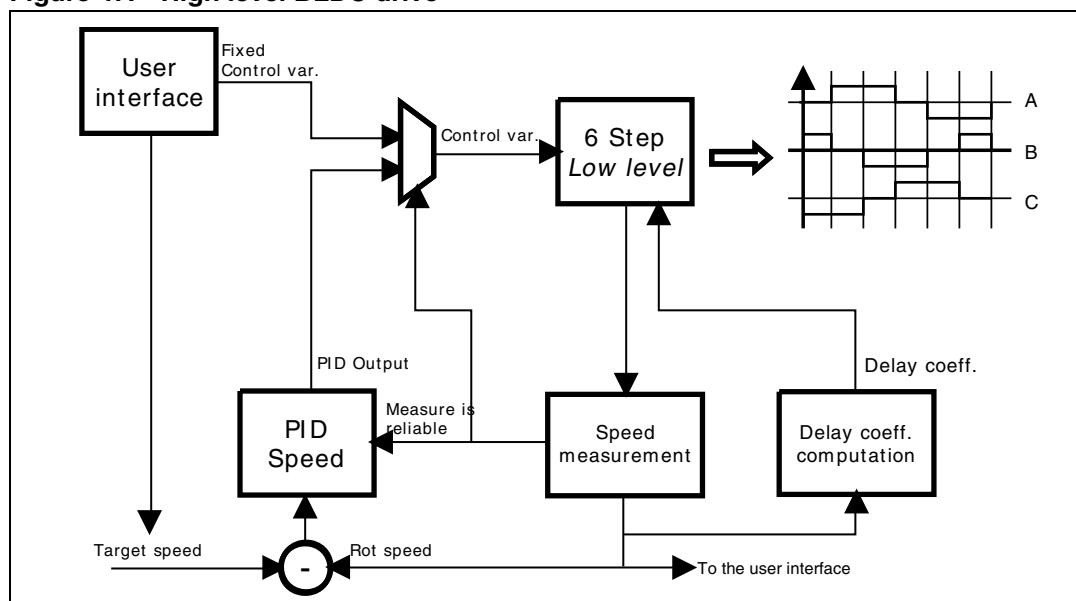 User
interface
Fixed
Control var.
Control var.
6 Step
Low level
A
B
C
PID Output
Delay coeff.
PID
Speed
Measure is
reliable
Speed
measurement
Delay coeff.
computation
Target speed
-
Rot speed
To the user interface